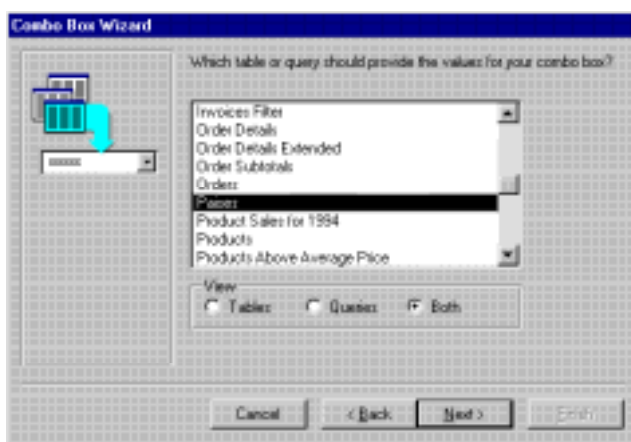 Combo Box Wizard
Which table or query should provide the values for your combo box?
xxxxx
Invoices Filter
Order Details
Order Details Extended
Order Subtotals
Orders
Paises
Product Sales for 1994
Products
Products Above Average Price
View
Tables
Queries
Both
Cancel
< Back
Next >
Finish